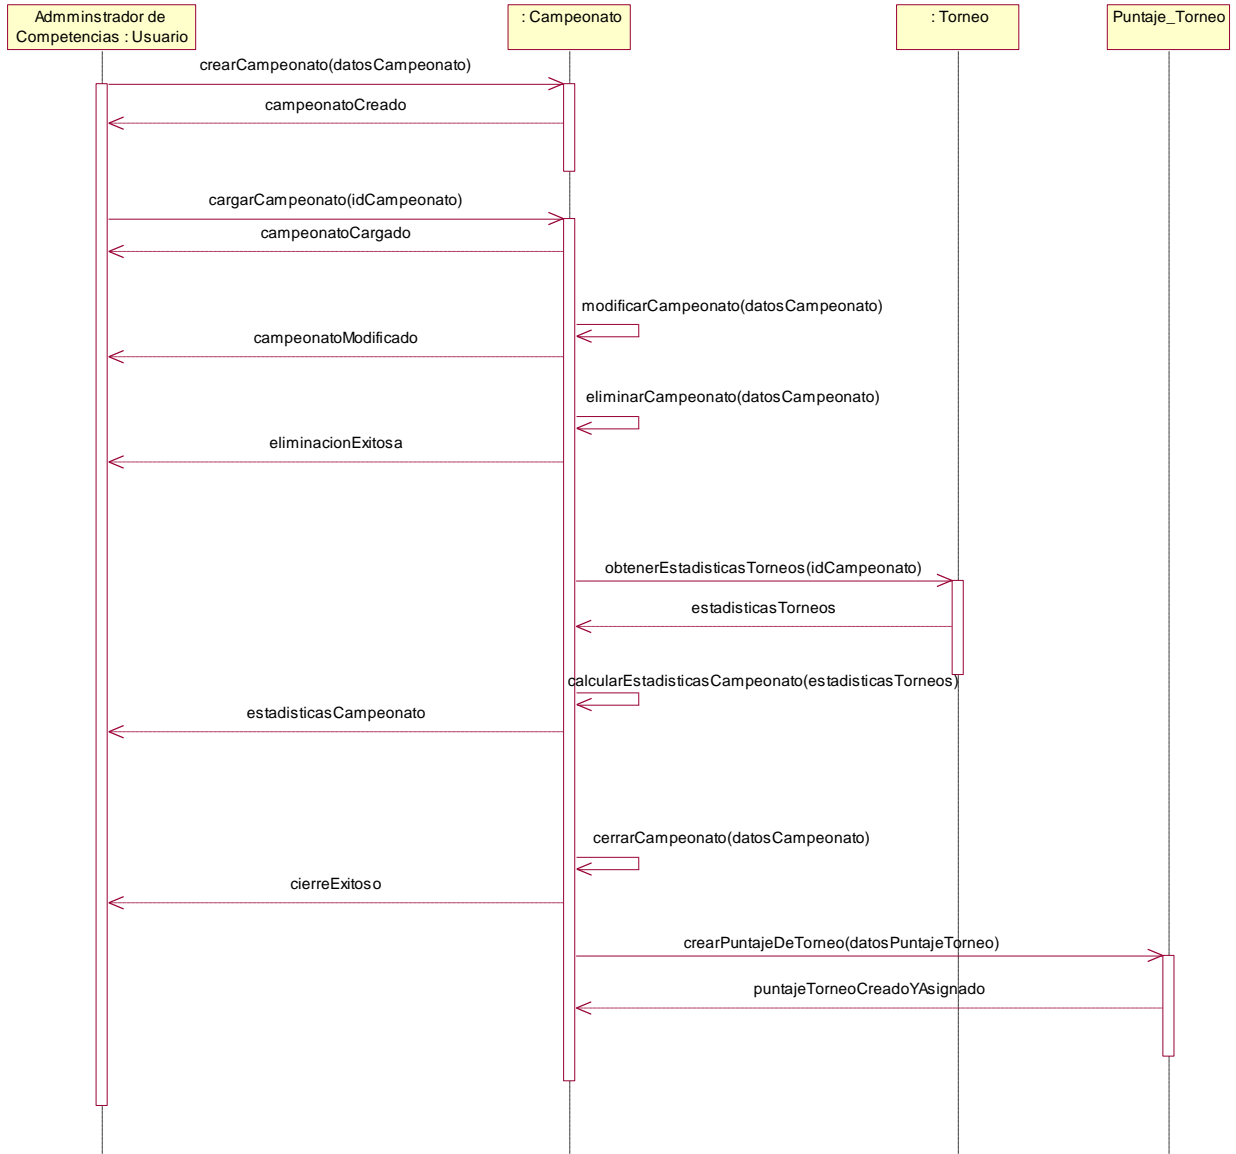 Admminstrador de
Competencias : Usuario
: Campeonato
: Torneo
Puntaje_Torneo
crearCampeonato(datosCampeonato)
campeonatoCreado
cargarCampeonato(idCampeonato)
campeonatoCargado
modificarCampeonato(datosCampeonato)
campeonatoModificado
eliminarCampeonato(datosCampeonato)
eliminacionExitosa
obtenerEstadisticasTorneos(idCampeonato)
estadisticasTorneos
calcularEstadisticasCampeonato(estadisticasTorneos)
estadisticasCampeonato
cerrarCampeonato(datosCampeonato)
cierreExitoso
crearPuntajeDeTorneo(datosPuntajeTorneo)
puntajeTorneoCreadoYAsignado